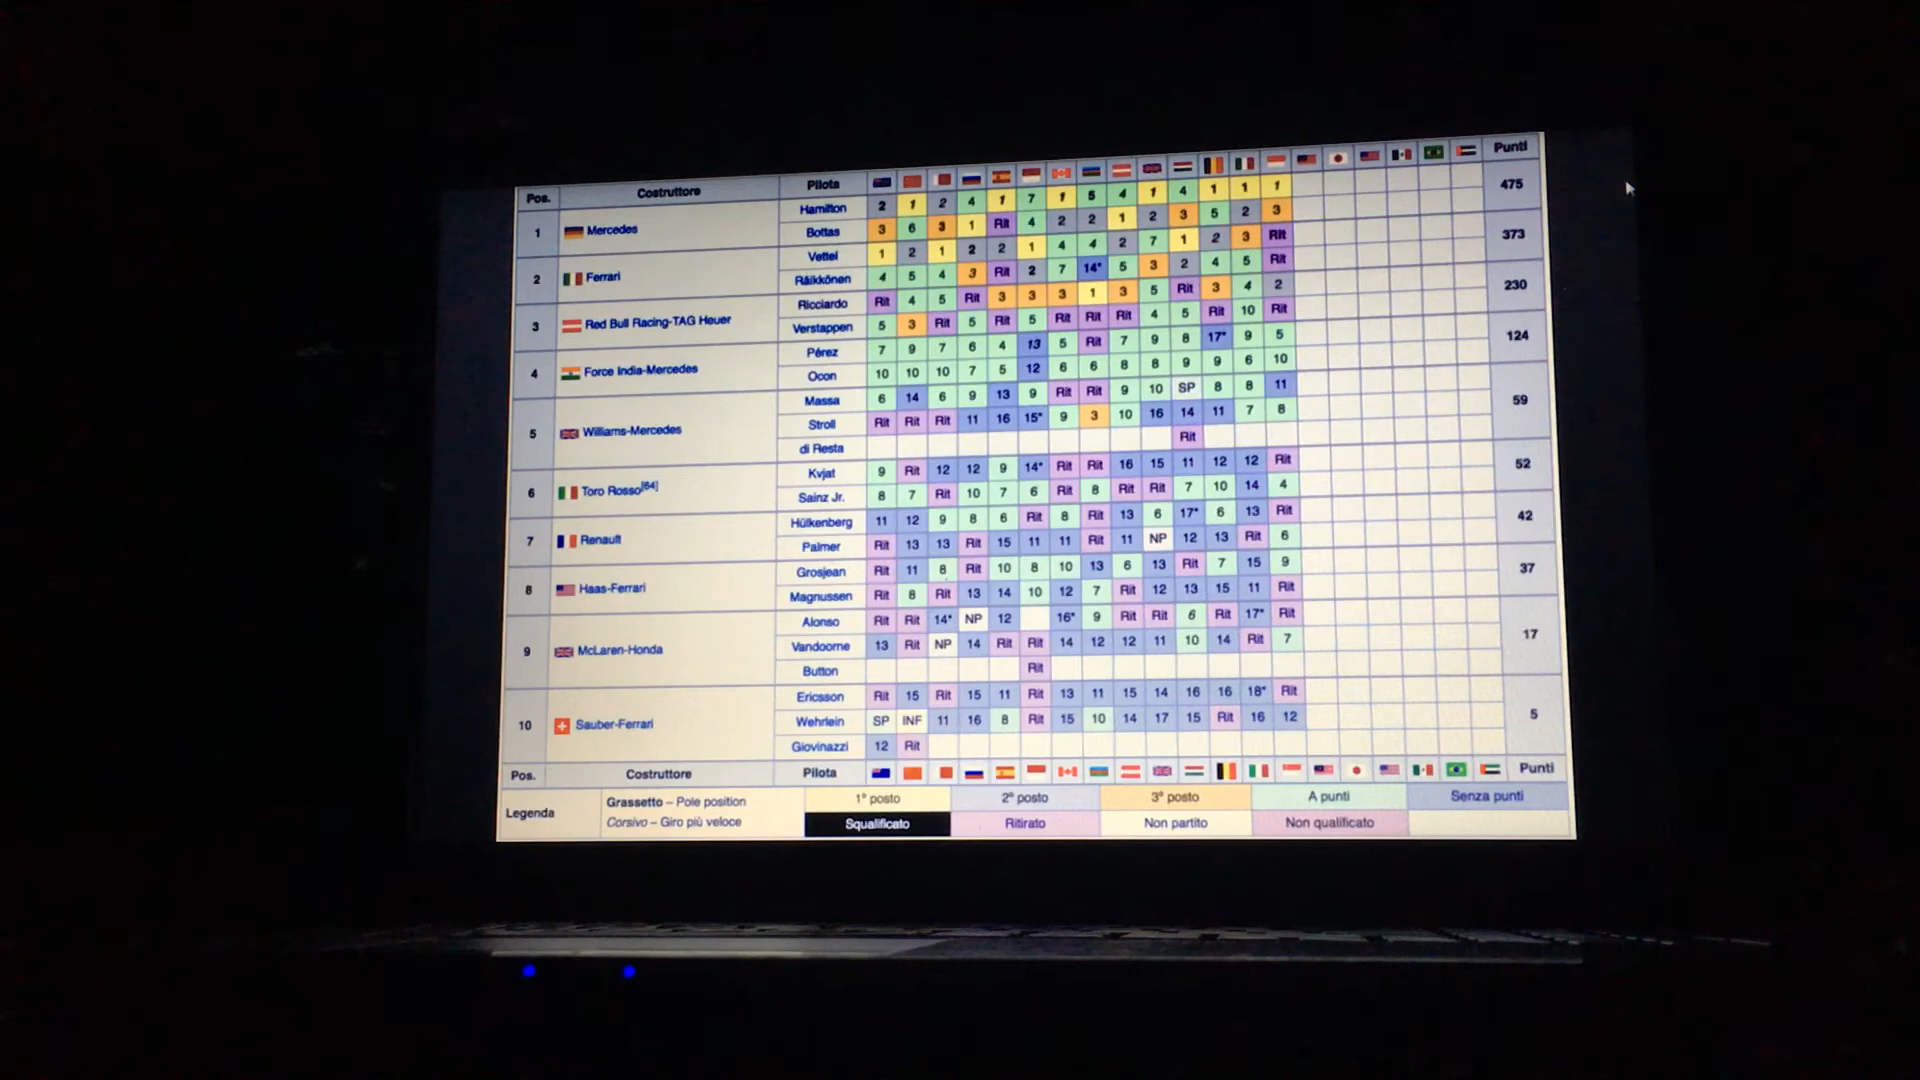 Pos. Costruttore Pilota Punti
1 Mercedes Hamilton 2 1 2 4 1 7 1 5 4 1 4 1 1 1 475
Bottas 3 6 3 1 Rit 4 2 2 1 2 3 5 2 3
2 Ferrari Vettel 1 2 1 2 2 1 4 4 2 7 1 2 3 Rit 373
Räikkönen 4 5 4 3 Rit 2 7 14* 5 3 2 4 5 Rit
3 Red Bull Racing-TAG Heuer Ricciardo Rit 4 5 Rit 3 3 3 1 3 5 Rit 3 4 2 230
Verstappen 5 3 Rit 5 Rit 5 Rit Rit Rit 4 5 Rit 10 Rit
4 Force India-Mercedes Pérez 7 9 7 6 4 13 5 Rit 7 9 8 17* 9 5 124
Ocon 10 10 10 7 5 12 6 6 8 8 9 9 6 10
5 Williams-Mercedes Massa 6 14 6 9 13 9 Rit Rit 9 10 SP 8 8 11 59
Stroll Rit Rit Rit 11 16 15* 9 3 10 16 14 11 7 8
di Resta Rit
6 Toro Rosso[64] Kvjat 9 Rit 12 12 9 14* Rit Rit 16 15 11 12 12 Rit 52
Sainz Jr. 8 7 Rit 10 7 6 Rit 8 Rit Rit 7 10 14 4
7 Renault Hülkenberg 11 12 9 8 6 Rit 8 Rit 13 6 17* 6 13 Rit 42
Palmer Rit 13 13 Rit 15 11 11 Rit 11 NP 12 13 Rit 6
8 Haas-Ferrari Grosjean Rit 11 8 Rit 10 8 10 13 6 13 Rit 7 15 9 37
Magnussen Rit 8 Rit 13 14 10 12 7 Rit 12 13 15 11 Rit
9 McLaren-Honda Alonso Rit Rit 14* NP 12 16* 9 Rit Rit 6 Rit 17* Rit 17
Vandoorne 13 Rit NP 14 Rit Rit 14 12 12 11 10 14 Rit 7
Button Rit
10 Sauber-Ferrari Ericsson Rit 15 Rit 15 11 Rit 13 11 15 14 16 16 18* Rit 5
Wehrlein SP INF 11 16 8 Rit 15 10 14 17 15 Rit 16 12
Giovinazzi 12 Rit
Pos. Costruttore Pilota Punti
Legenda Grassetto – Pole position 1º posto 2º posto 3º posto A punti Senza punti
Corsivo – Giro più veloce Squalificato Ritirato Non partito Non qualificato